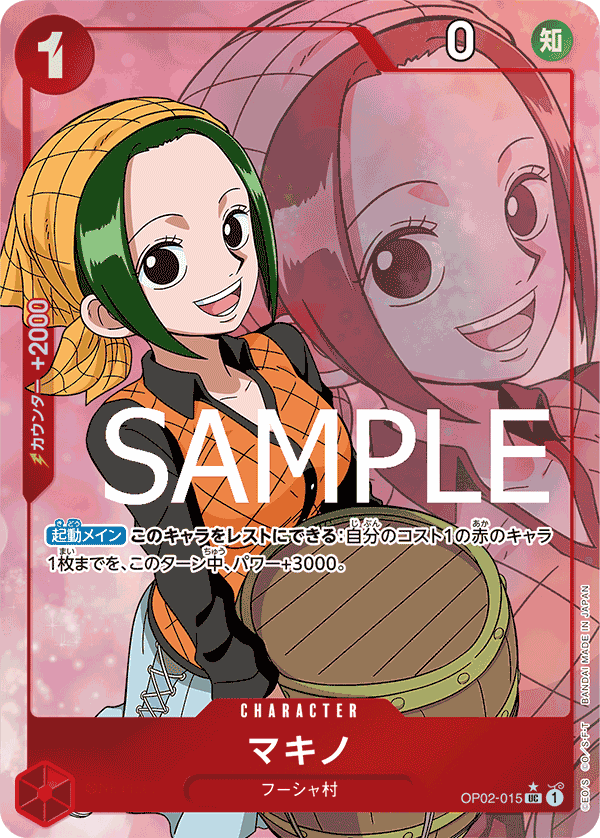 1
0
知
カウンター +2000
SAMPLE
起動メイン このキャラをレストにできる:自分のコスト1の赤のキャラ
1枚までを、このターン中、パワー+3000。
CHARACTER
マキノ
フーシャ村
OP02-015 UC 1
©E.O/S. ©O./S.F.T BANDAI MADE IN JAPAN